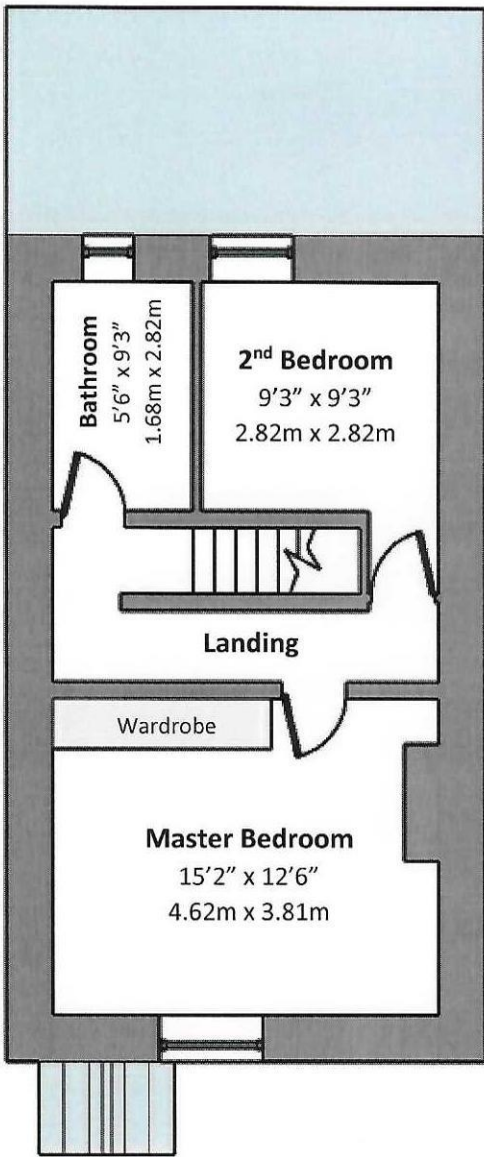 Bathroom
5’6” x 9’3”
1.68m x 2.82m
2nd Bedroom
9’3” x 9’3”
2.82m x 2.82m
Landing
Wardrobe
Master Bedroom
15’2” x 12’6”
4.62m x 3.81m